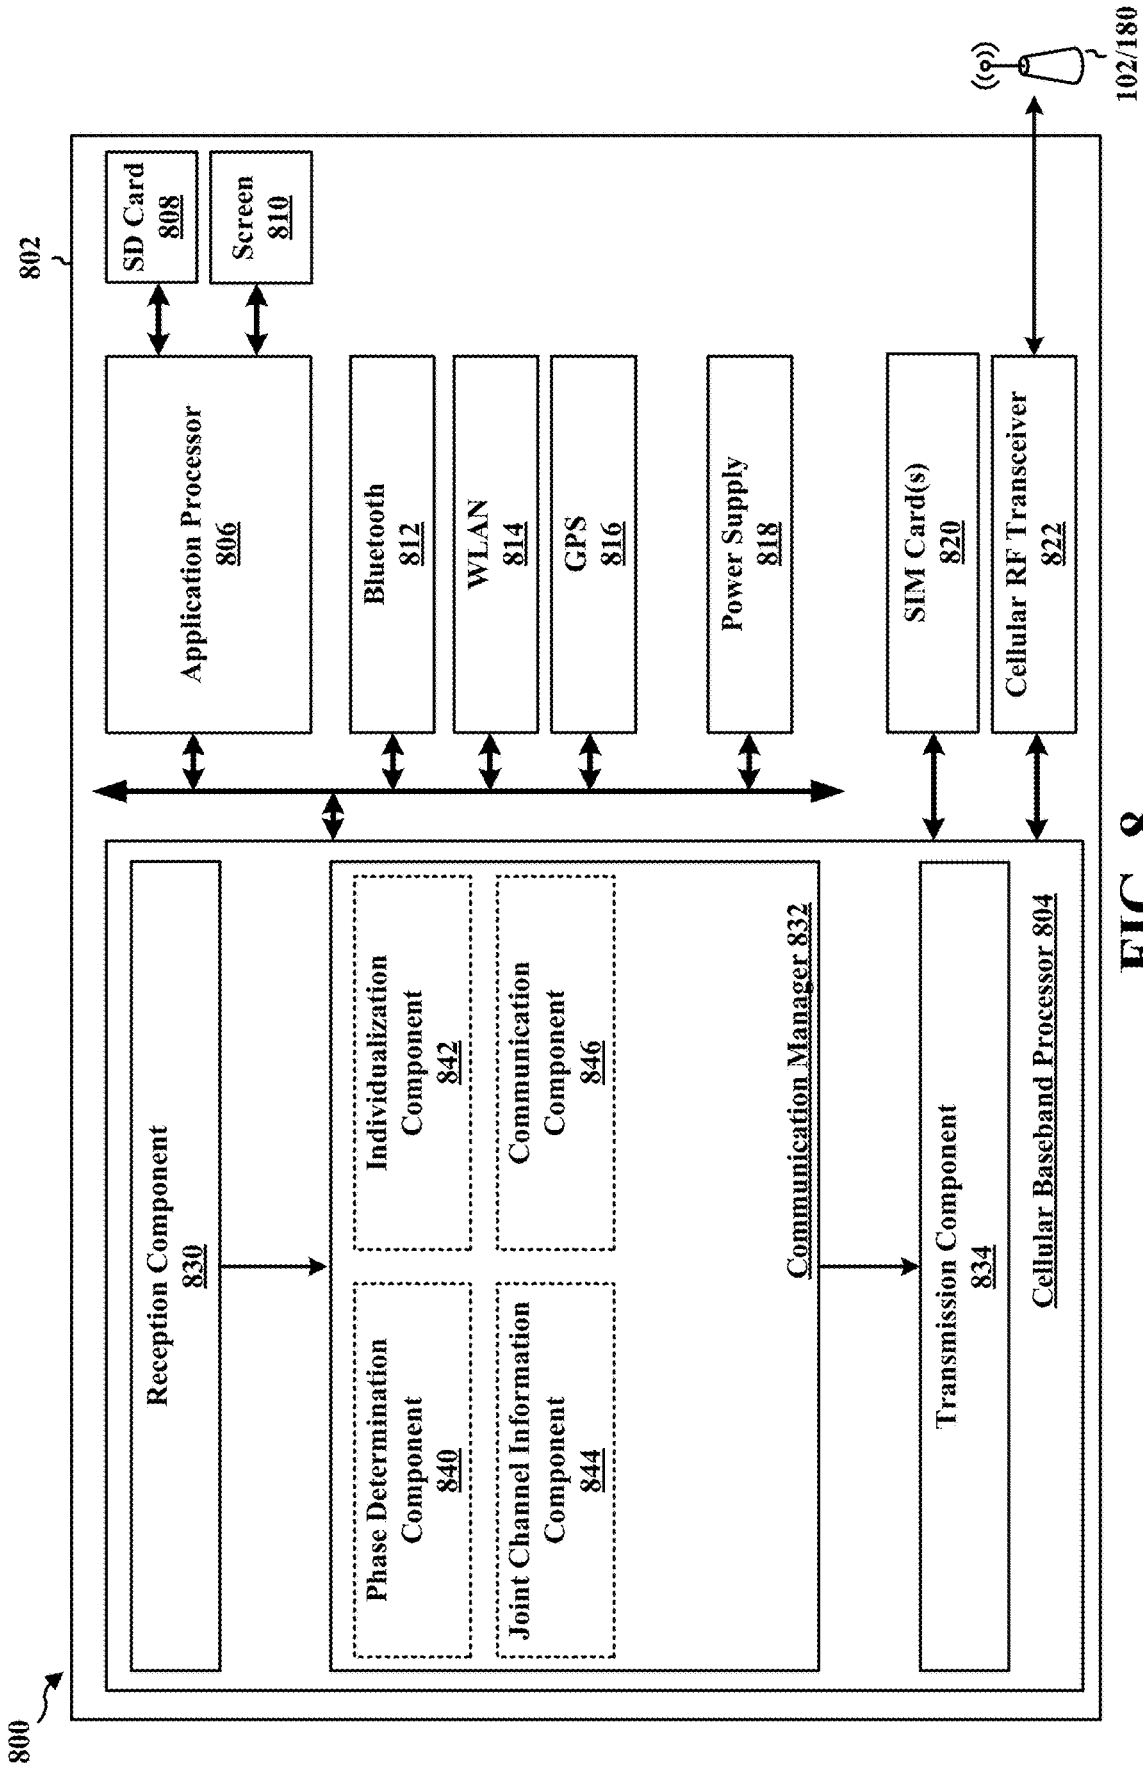 800
802
Reception Component
830
Phase Determination
Component
840
Individualization
Component
842
Joint Channel Information
Component
844
Communication
Component
846
Communication Manager 832
Transmission Component
834
Cellular Baseband Processor 804
Application Processor
806
SD Card
808
Screen
810
Bluetooth
812
WLAN
814
GPS
816
Power Supply
818
SIM Card(s)
820
Cellular RF Transceiver
822
102/180
FIG. 8